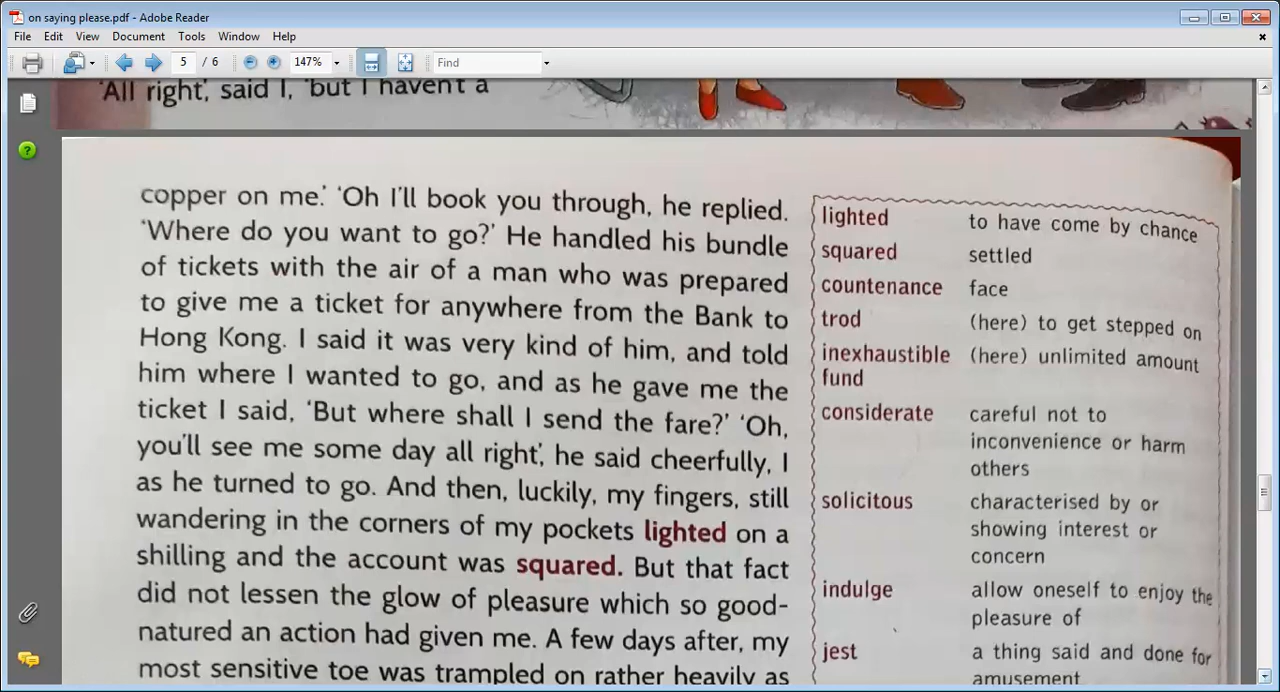 on saying please.pdf - Adobe Reader
File Edit View Document Tools Window Help
5 / 6 147% Find
'All right', said I, 'but I haven't a
copper on me.' 'Oh I'll book you through, he replied.
'Where do you want to go?' He handled his bundle
of tickets with the air of a man who was prepared
to give me a ticket for anywhere from the Bank to
Hong Kong. I said it was very kind of him, and told
him where I wanted to go, and as he gave me the
ticket I said, 'But where shall I send the fare?' 'Oh,
you'll see me some day all right', he said cheerfully, I
as he turned to go. And then, luckily, my fingers, still
wandering in the corners of my pockets lighted on a
shilling and the account was squared. But that fact
did not lessen the glow of pleasure which so good-
natured an action had given me. A few days after, my
most sensitive toe was trampled on rather heavily as
lighted to have come by chance
squared settled
countenance face
trod (here) to get stepped on
inexhaustible (here) unlimited amount
fund
considerate careful not to
inconvenience or harm
others
solicitous characterised by or
showing interest or
concern
indulge allow oneself to enjoy the
pleasure of
jest a thing said and done for
amusement